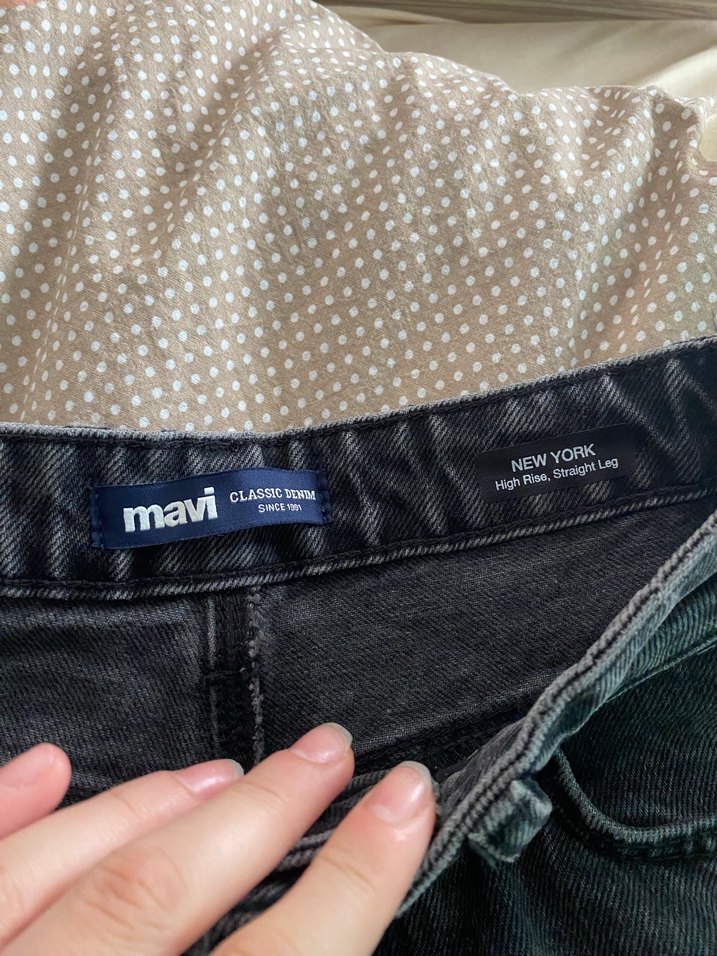 mavi
CLASSIC DENIM
SINCE 1991
NEW YORK
High Rise, Straight Leg